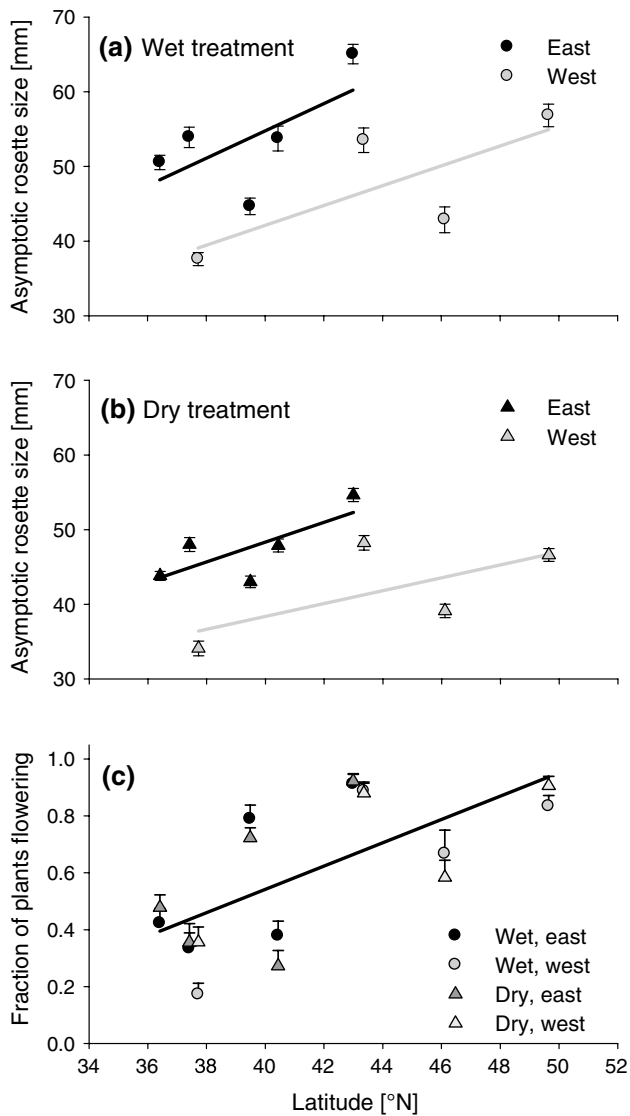 (a) Wet treatment
East
West
Asymptotic rosette size [mm]
70
60
50
40
30
(b) Dry treatment
East
West
Asymptotic rosette size [mm]
70
60
50
40
30
(c)
Fraction of plants flowering
1.0
0.8
0.6
0.4
0.2
0.0
Wet, east
Wet, west
Dry, east
Dry, west
34 36 38 40 42 44 46 48 50 52
Latitude [°N]